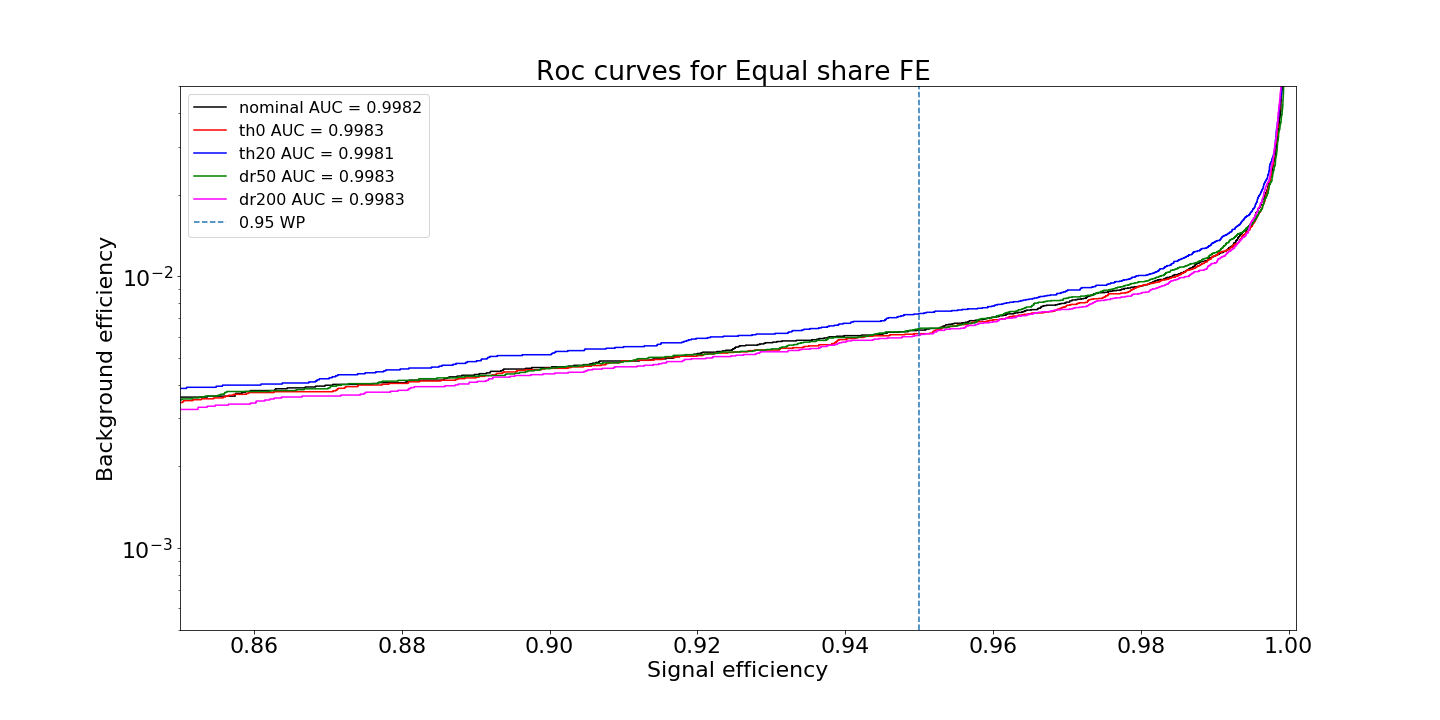 Roc curves for Equal share FE
nominal AUC = 0.9982
th0 AUC = 0.9983
th20 AUC = 0.9981
dr50 AUC = 0.9983
dr200 AUC = 0.9983
0.95 WP
Background efficiency
10⁻²
10⁻³
0.86 0.88 0.90 0.92 0.94 0.96 0.98 1.00
Signal efficiency